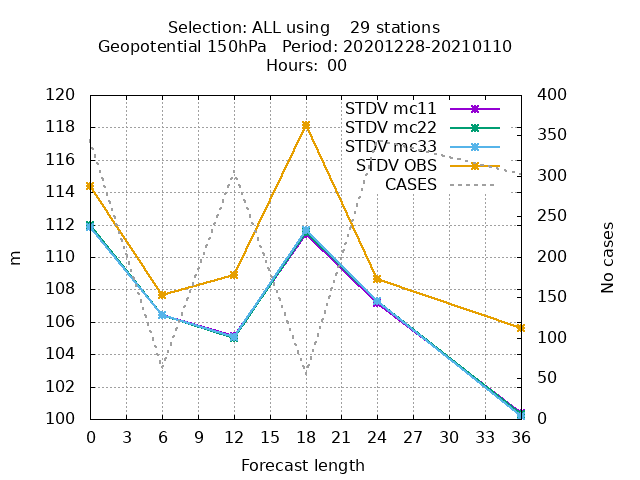 Selection: ALL using    29 stations
Geopotential 150hPa   Period: 20201228-20210110
Hours:  00
STDV mc11
STDV mc22
STDV mc33
STDV OBS
CASES
120
118
116
114
112
110
108
106
104
102
100
m
400
350
300
250
200
150
100
50
0
No cases
0 3 6 9 12 15 18 21 24 27 30 33 36
Forecast length